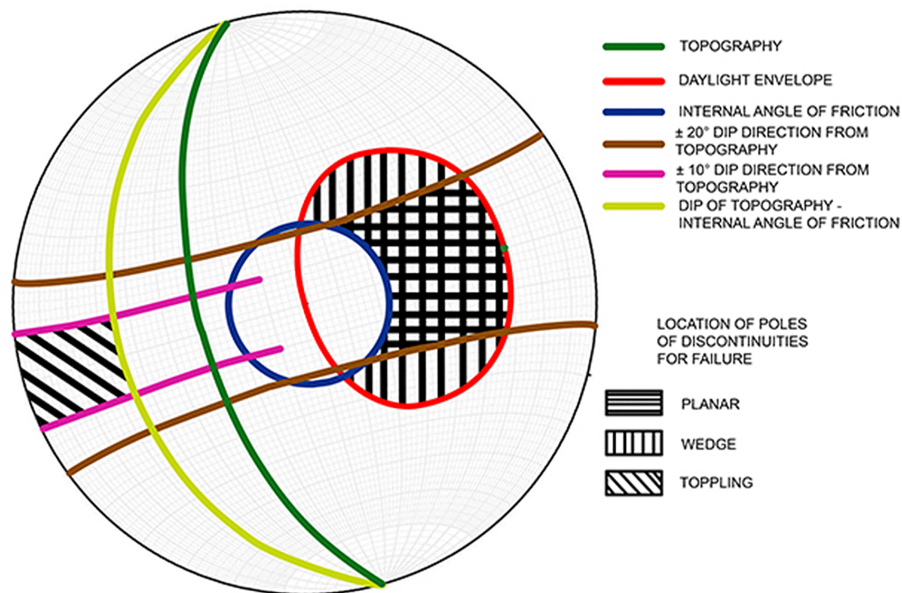 TOPOGRAPHY
DAYLIGHT ENVELOPE
INTERNAL ANGLE OF FRICTION
± 20° DIP DIRECTION FROM
TOPOGRAPHY
± 10° DIP DIRECTION FROM
TOPOGRAPHY
DIP OF TOPOGRAPHY -
INTERNAL ANGLE OF FRICTION
LOCATION OF POLES
OF DISCONTINUITIES
FOR FAILURE
PLANAR
WEDGE
TOPPLING